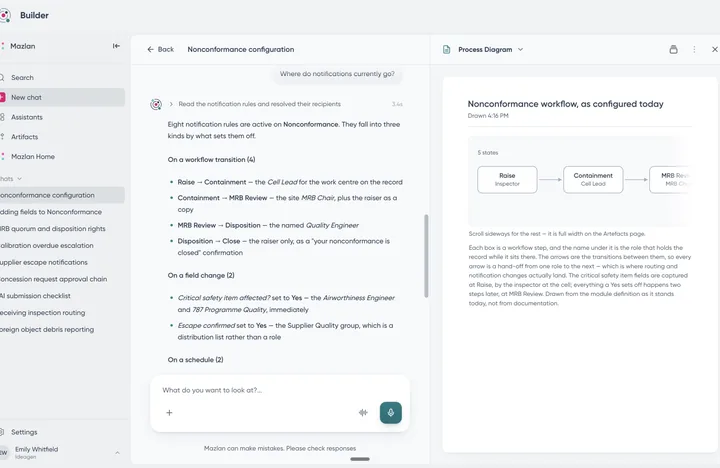 Builder
Mazlan
Search
New chat
Assistants
Artifacts
Mazlan Home
hats
onconformance configuration
dding fields to Nonconformance
RB quorum and disposition rights
alibration overdue escalation
upplier escape notifications
oncession request approval chain
AI submission checklist
eceiving inspection routing
oreign object debris reporting
Settings
EW
Emily Whitfield
Ideagen
Back
Nonconformance configuration
Where do notifications currently go?
Read the notification rules and resolved their recipients
3.4s
Eight notification rules are active on Nonconformance. They fall into three
kinds by what sets them off.
On a workflow transition (4)
• Raise → Containment — the Cell Lead for the work centre on the record
• Containment → MRB Review — the site MRB Chair, plus the raiser as a
copy
• MRB Review → Disposition — the named Quality Engineer
• Disposition → Close — the raiser only, as a "your nonconformance is
closed" confirmation
On a field change (2)
• Critical safety item affected? set to Yes — the Airworthiness Engineer
and 787 Programme Quality, immediately
• Escape confirmed set to Yes — the Supplier Quality group, which is a
distribution list rather than a role
On a schedule (2)
What do you want to look at?...
Mazlan can make mistakes. Please check responses
Process Diagram
Nonconformance workflow, as configured today
Drawn 4:16 PM
5 states
Raise
Inspector
Containment
Cell Lead
MRB Revie
MRB Ch
Scroll sideways for the rest — it is full width on the Artefacts page.
Each box is a workflow step, and the name under it is the role that holds the
record while it sits there. The arrows are the transitions between them, so every
arrow is a hand-off from one role to the next — which is where routing and
notification changes actually land. The critical safety item fields are captured
at Raise, by the inspector at the cell; everything a Yes sets off happens two
steps later, at MRB Review. Drawn from the module definition as it stands
today, not from documentation.